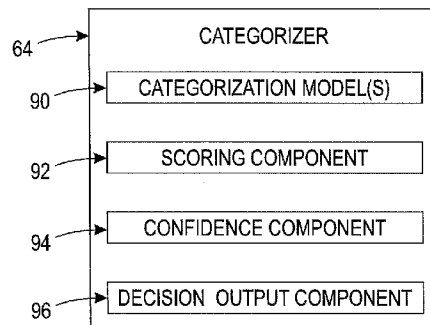 64
CATEGORIZER
90
CATEGORIZATION MODEL(S)
92
SCORING COMPONENT
94
CONFIDENCE COMPONENT
96
DECISION OUTPUT COMPONENT